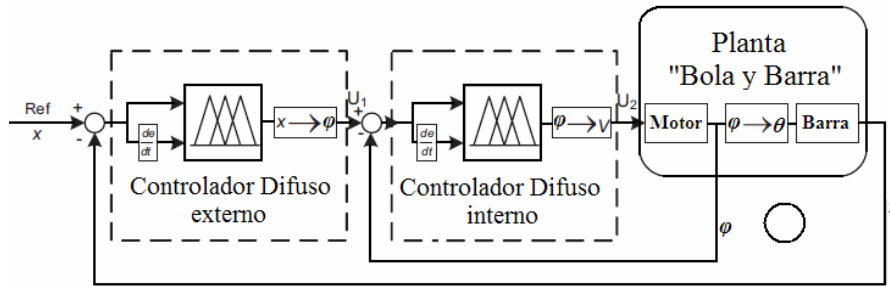 Planta
"Bola y Barra"
Ref
x
+
-
de
dt
x → φ
U1
+
-
de
dt
φ → V
U2
Motor
φ → θ
Barra
Controlador Difuso
externo
Controlador Difuso
interno
φ